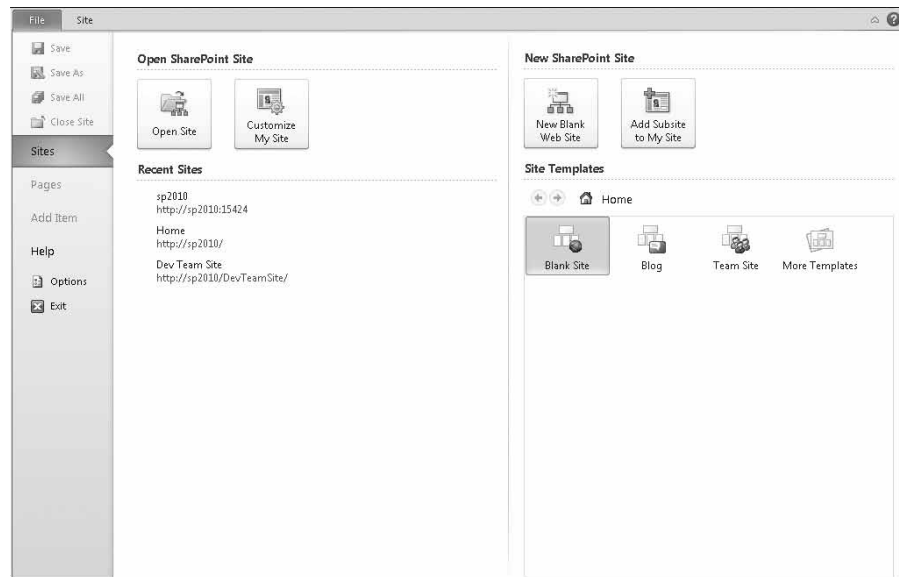 File Site
Save
Save As
Save All
Close Site
Sites
Pages
Add Item
Help
Options
Exit
Open SharePoint Site
Open Site
Customize
My Site
Recent Sites
sp2010
http://sp2010:15424
Home
http://sp2010/
Dev Team Site
http://sp2010/DevTeamSite/
New SharePoint Site
New Blank
Web Site
Add Subsite
to My Site
Site Templates
Home
Blank Site
Blog
Team Site
More Templates